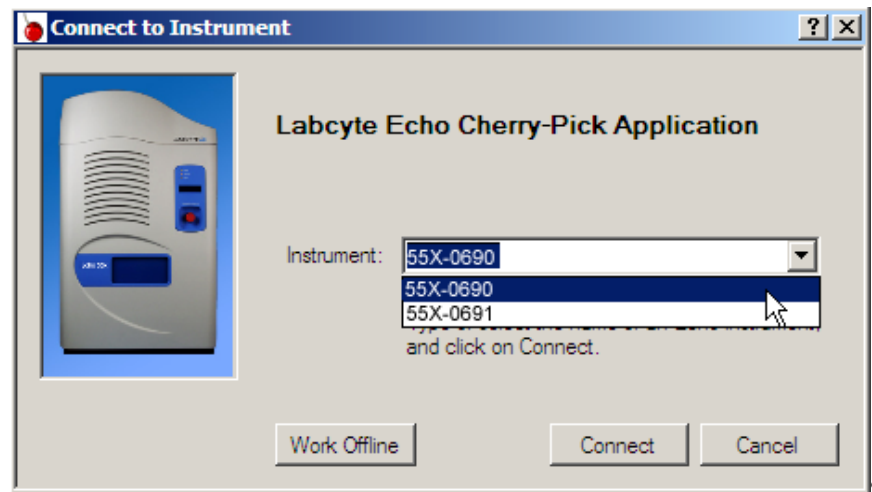 Connect to Instrument
Labcyte Echo Cherry-Pick Application
Instrument: 55X-0690
55X-0690
55X-0691
and click on Connect.
Work Offline Connect Cancel